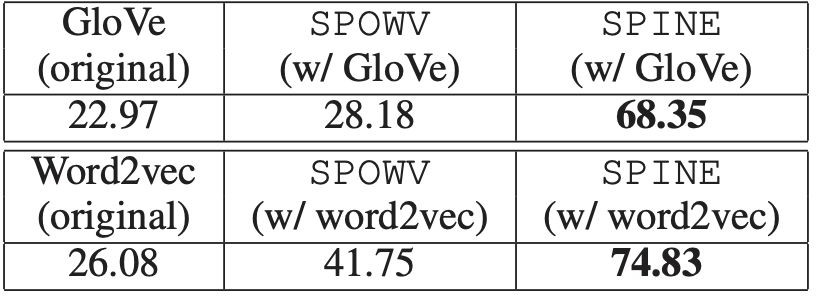 GloVe SPOWV SPINE
(original) (w/ GloVe) (w/ GloVe)
22.97 28.18 68.35
Word2vec SPOWV SPINE
(original) (w/ word2vec) (w/ word2vec)
26.08 41.75 74.83